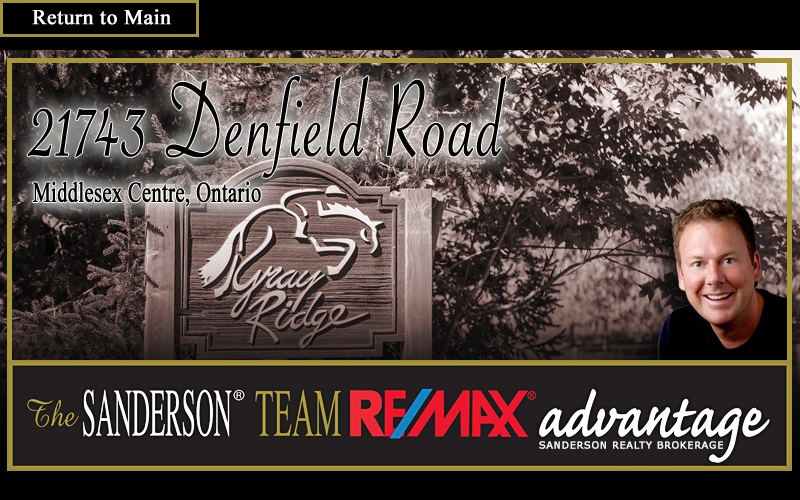 Return to Main
21743 Denfield Road
Middlesex Centre, Ontario
Gray
Ridge
The SANDERSON® TEAM RE/MAX® advantage
SANDERSON REALTY BROKERAGE